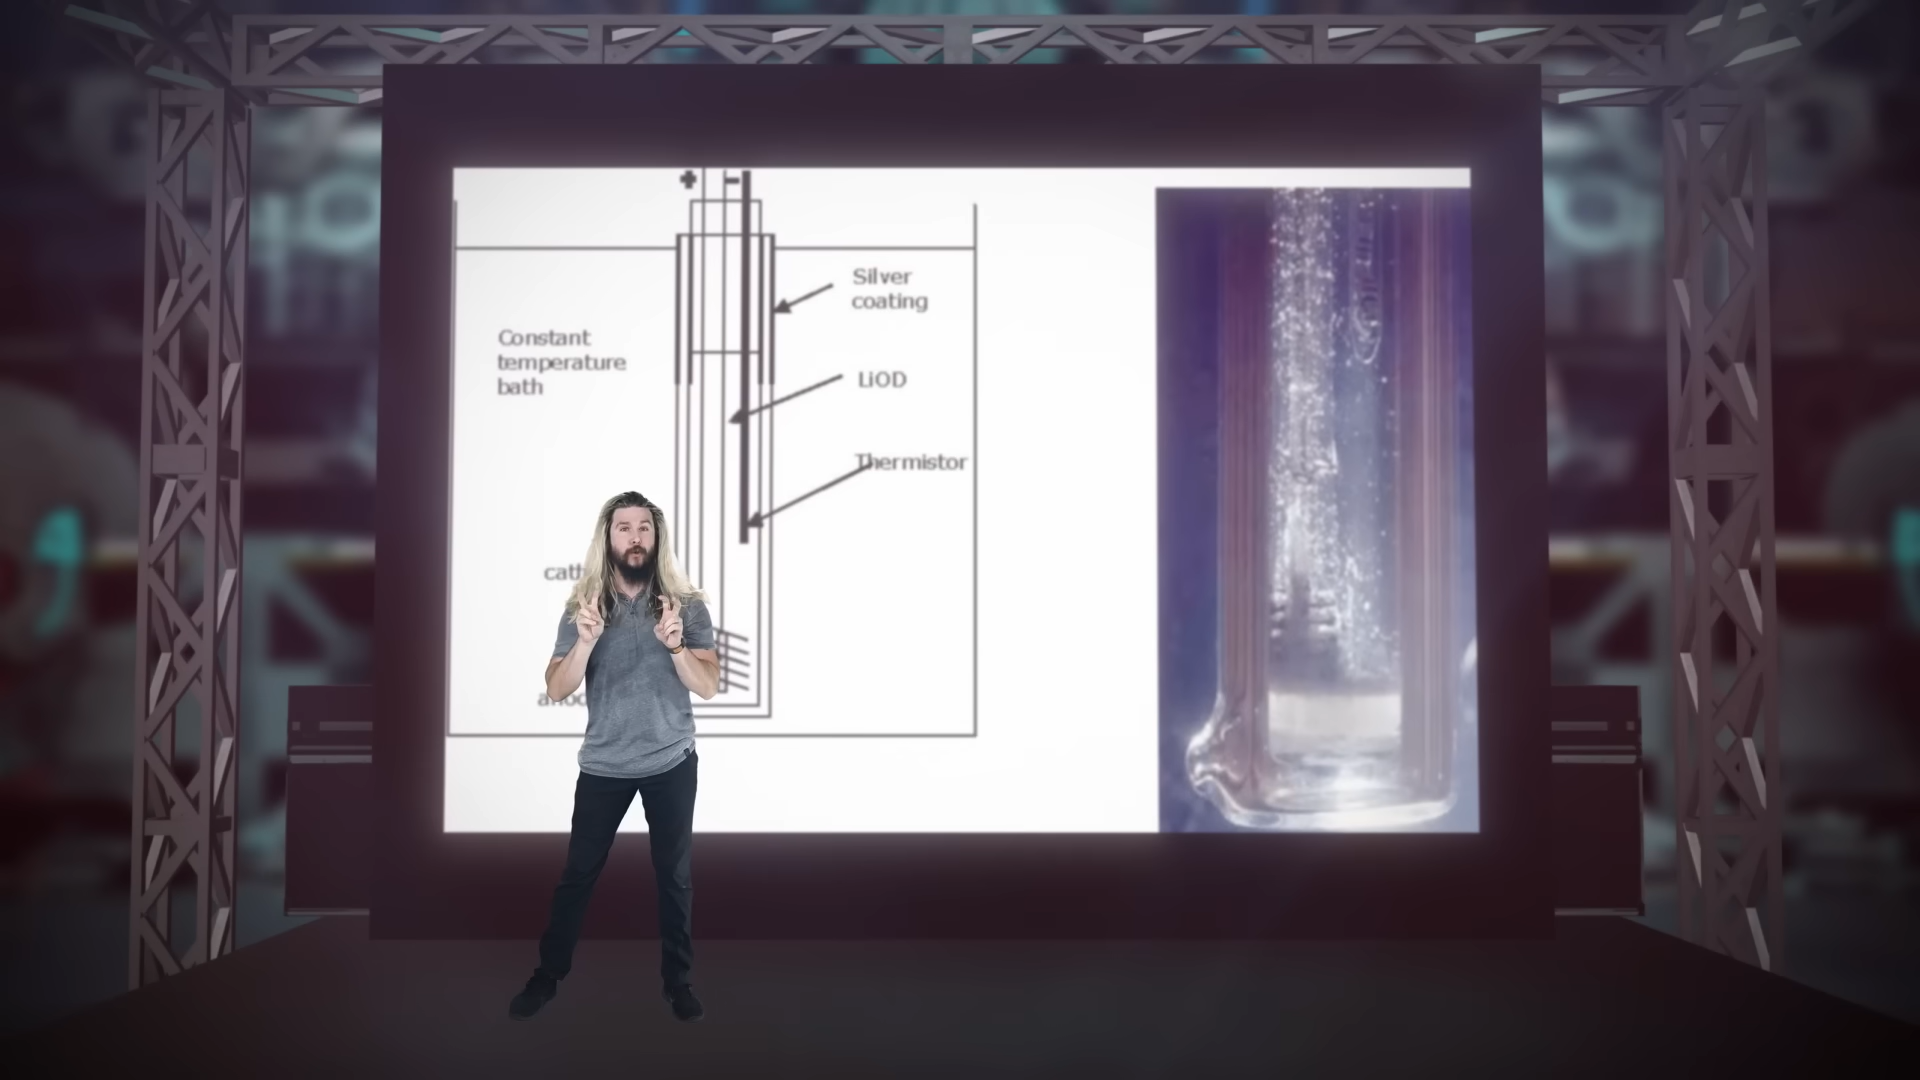 +
-
Silver
coating
Constant
temperature
bath
LiOD
Thermistor